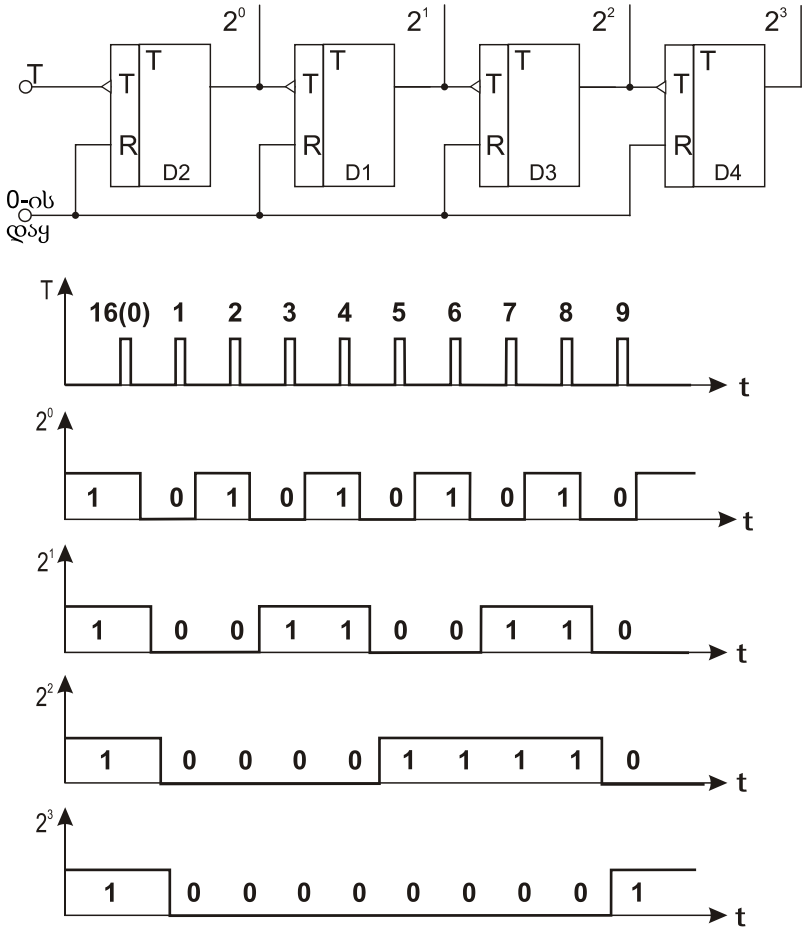 2⁰ 2¹ 2² 2³
T T T T T
T T T T
R R R R
D2 D1 D3 D4
0-ის
დაყ
T
16(0) 1 2 3 4 5 6 7 8 9
t
2⁰
1 0 1 0 1 0 1 0 1 0
t
2¹
1 0 0 1 1 0 0 1 1 0
t
2²
1 0 0 0 0 1 1 1 1 0
t
2³
1 0 0 0 0 0 0 0 0 1
t